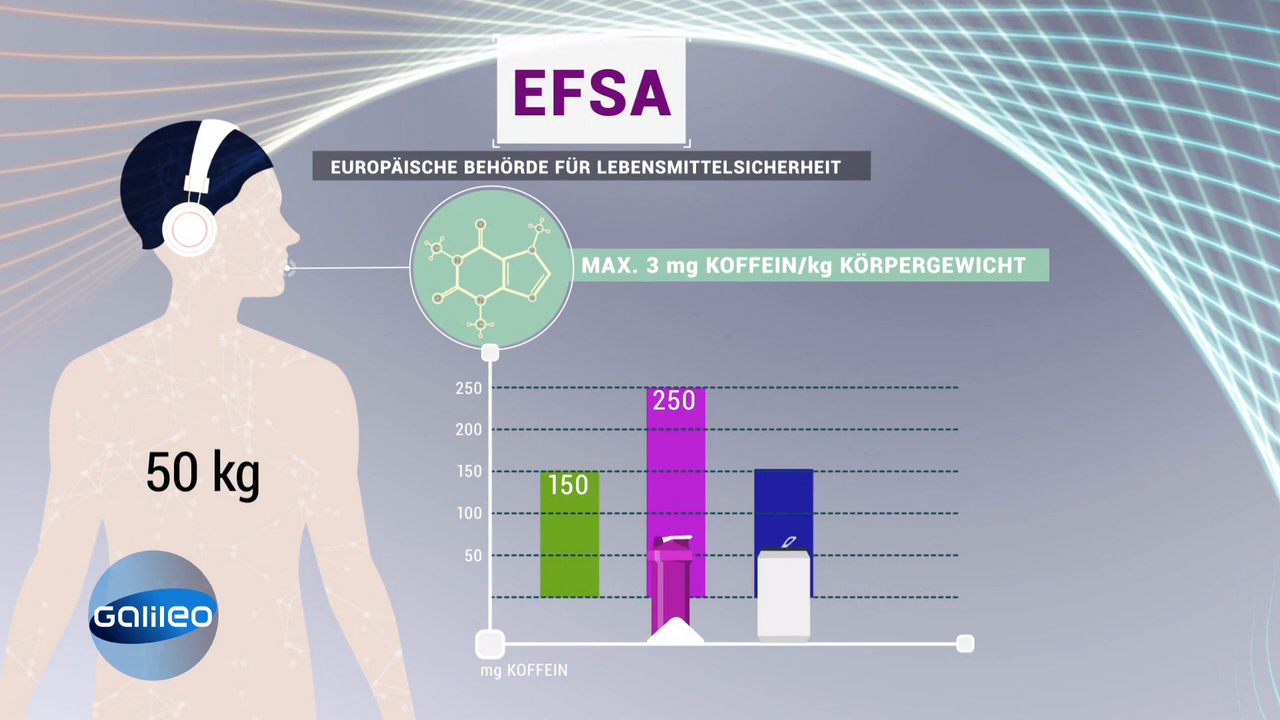 EFSA
EUROPÄISCHE BEHÖRDE FÜR LEBENSMITTELSICHERHEIT
MAX. 3 mg KOFFEIN/kg KÖRPERGEWICHT
250
200
150
100
50
150
250
50 kg
GALILEO
mg KOFFEIN